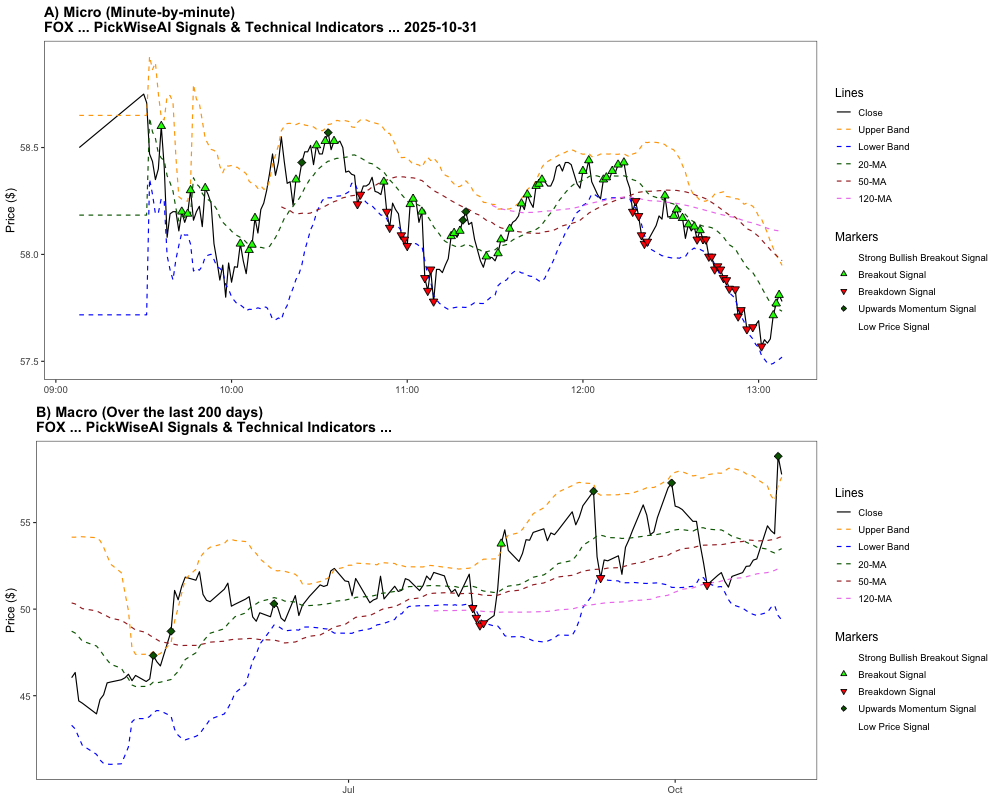 A) Micro (Minute-by-minute)
FOX ... PickWiseAI Signals & Technical Indicators ... 2025-10-31
Price ($)
58.5
58.0
57.5
09:00
10:00
11:00
12:00
13:00
Lines
Close
Upper Band
Lower Band
20-MA
50-MA
120-MA
Markers
Strong Bullish Breakout Signal
Breakout Signal
Breakdown Signal
Upwards Momentum Signal
Low Price Signal
B) Macro (Over the last 200 days)
FOX ... PickWiseAI Signals & Technical Indicators ...
Price ($)
55
50
45
Jul
Oct
Lines
Close
Upper Band
Lower Band
20-MA
50-MA
120-MA
Markers
Strong Bullish Breakout Signal
Breakout Signal
Breakdown Signal
Upwards Momentum Signal
Low Price Signal